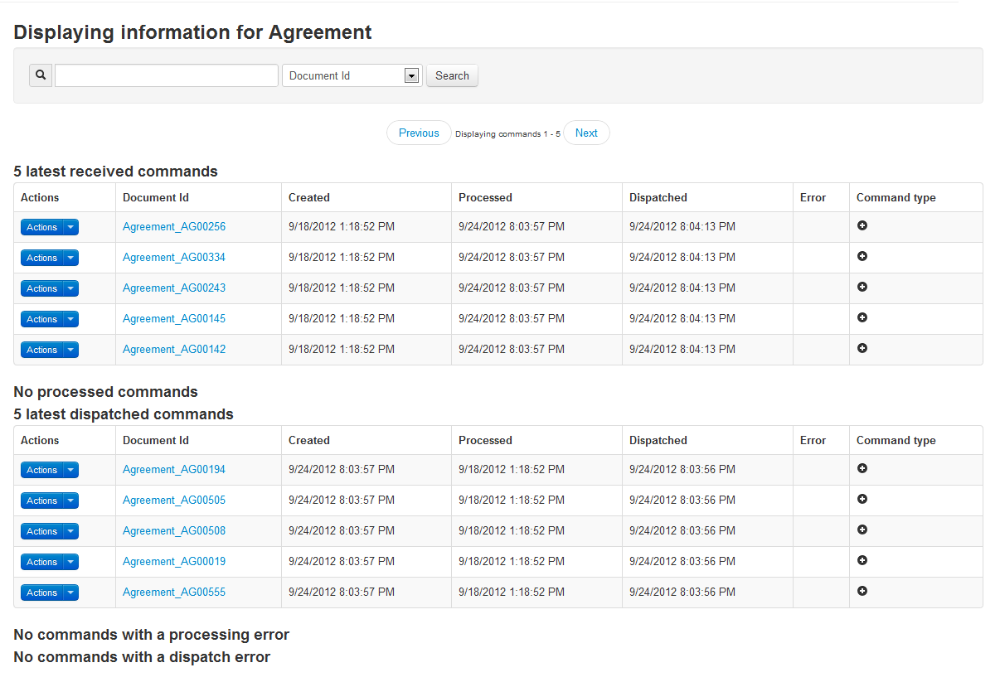 Displaying information for Agreement
Document Id Search
Previous Displaying commands 1 - 5 Next
5 latest received commands
Actions Document Id Created Processed Dispatched Error Command type
Actions Agreement_AG00256 9/18/2012 1:18:52 PM 9/24/2012 8:03:57 PM 9/24/2012 8:04:13 PM
Actions Agreement_AG00334 9/18/2012 1:18:52 PM 9/24/2012 8:03:57 PM 9/24/2012 8:04:13 PM
Actions Agreement_AG00243 9/18/2012 1:18:52 PM 9/24/2012 8:03:57 PM 9/24/2012 8:04:13 PM
Actions Agreement_AG00145 9/18/2012 1:18:52 PM 9/24/2012 8:03:57 PM 9/24/2012 8:04:13 PM
Actions Agreement_AG00142 9/18/2012 1:18:52 PM 9/24/2012 8:03:57 PM 9/24/2012 8:04:13 PM
No processed commands
5 latest dispatched commands
Actions Document Id Created Processed Dispatched Error Command type
Actions Agreement_AG00194 9/24/2012 8:03:57 PM 9/18/2012 1:18:52 PM 9/24/2012 8:03:56 PM
Actions Agreement_AG00505 9/24/2012 8:03:57 PM 9/18/2012 1:18:52 PM 9/24/2012 8:03:56 PM
Actions Agreement_AG00508 9/24/2012 8:03:57 PM 9/18/2012 1:18:52 PM 9/24/2012 8:03:56 PM
Actions Agreement_AG00019 9/24/2012 8:03:57 PM 9/18/2012 1:18:52 PM 9/24/2012 8:03:56 PM
Actions Agreement_AG00555 9/24/2012 8:03:57 PM 9/18/2012 1:18:52 PM 9/24/2012 8:03:56 PM
No commands with a processing error
No commands with a dispatch error